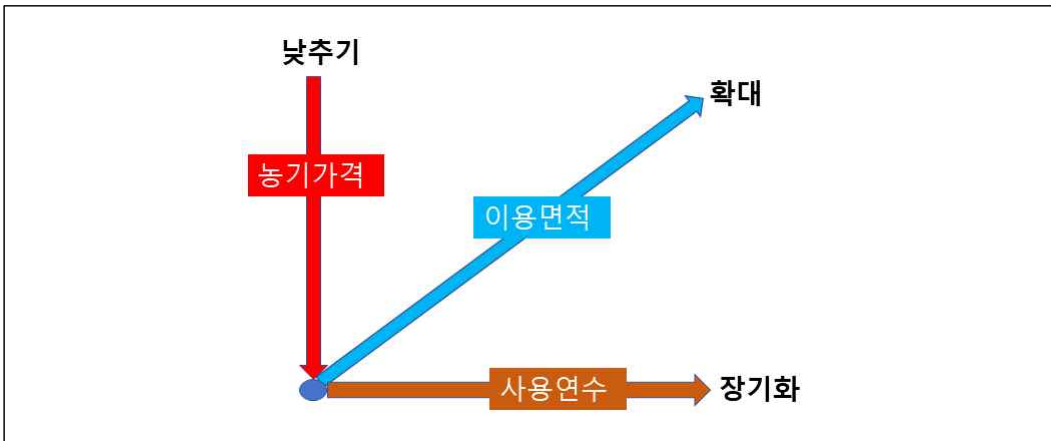 낮추기
확대
농기가격
이용면적
사용연수
장기화